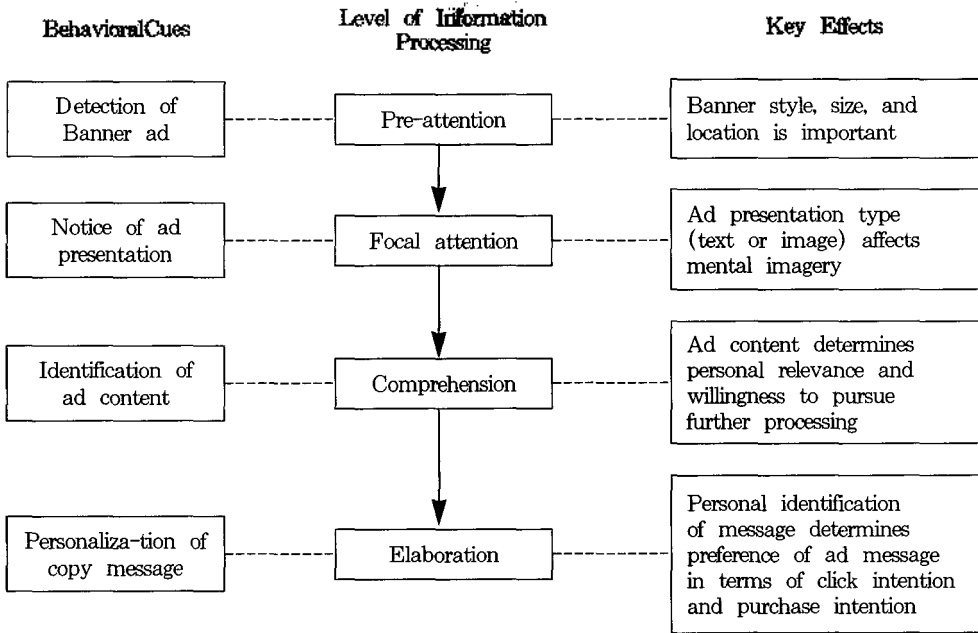 BehavioralCues
Level of Information
Processing
Key Effects
Detection of
Banner ad
Pre-attention
Banner style, size, and
location is important
Notice of ad
presentation
Focal attention
Ad presentation type
(text or image) affects
mental imagery
Identification of
ad content
Comprehension
Ad content determines
personal relevance and
willingness to pursue
further processing
Personaliza-tion of
copy message
Elaboration
Personal identification
of message determines
preference of ad message
in terms of click intention
and purchase intention